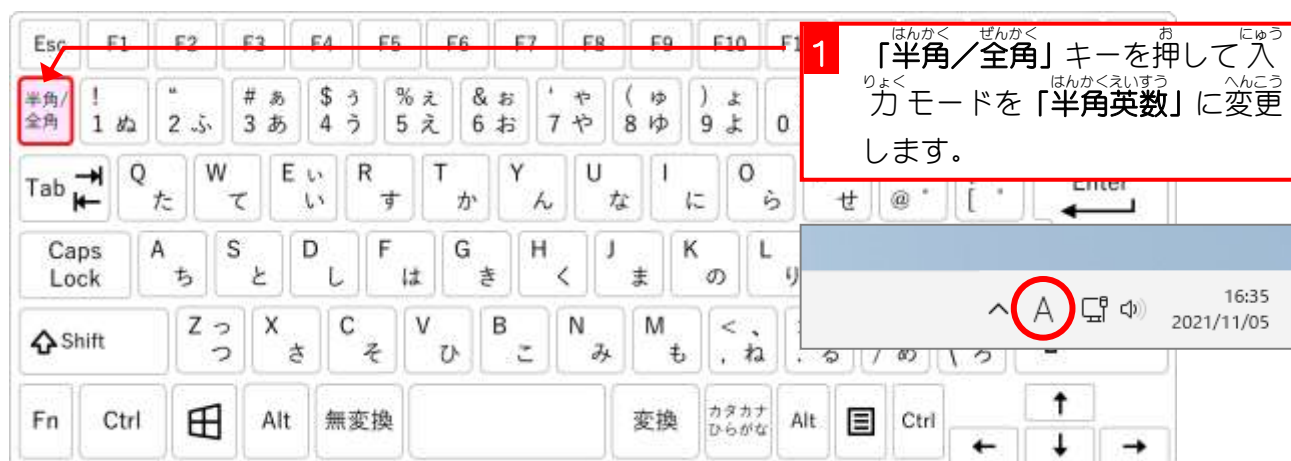 Esc F1 F2 F3 F4 F5 F6 F7 F8 F9 F10
1
はんかく ぜんかく お にゅう
「半角/全角」キーを押して入
りょく はんかくえいすう へんこう
力モードを「半角英数」に変更
します。
半角/ ! " # ぁ $ ぅ % ぇ & ぉ ' ゃ ( ゅ ) ょ
全角 1 ぬ 2 ふ 3 あ 4 う 5 え 6 お 7 や 8 ゆ 9 よ 0
Tab Q た W て E ぃ い R す T か Y ん U な I に O ら せ @ ゛ [ ゜ Enter
Caps Lock A ち S と D し F は G き H く J ま K の L り
A
16:35
2021/11/05
Shift Z っ つ X さ C そ V ひ B こ N み M も < 、 , ね . る / め \ ろ
Fn Ctrl Alt 無変換 変換 カタカナ ひらがな Alt Ctrl